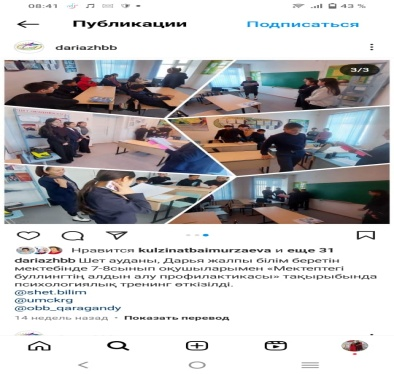 08:41
43 %
Публикации
Подписаться
dariazhbb
3/3
Нравится kulzinatbaimurzaeva и еще 31
dariazhbb Шет ауданы, Дарья жалпы білім беретін
мектебінде 7-8сынып оқушыларымен «Мектептегі
буллингтің алдын алу профилактикасы» тақырыбында
психологиялық тренинг өткізілді.
@shet.bilim
@umckrg
@obb_qaragandy
14 недель назад • Показать перевод